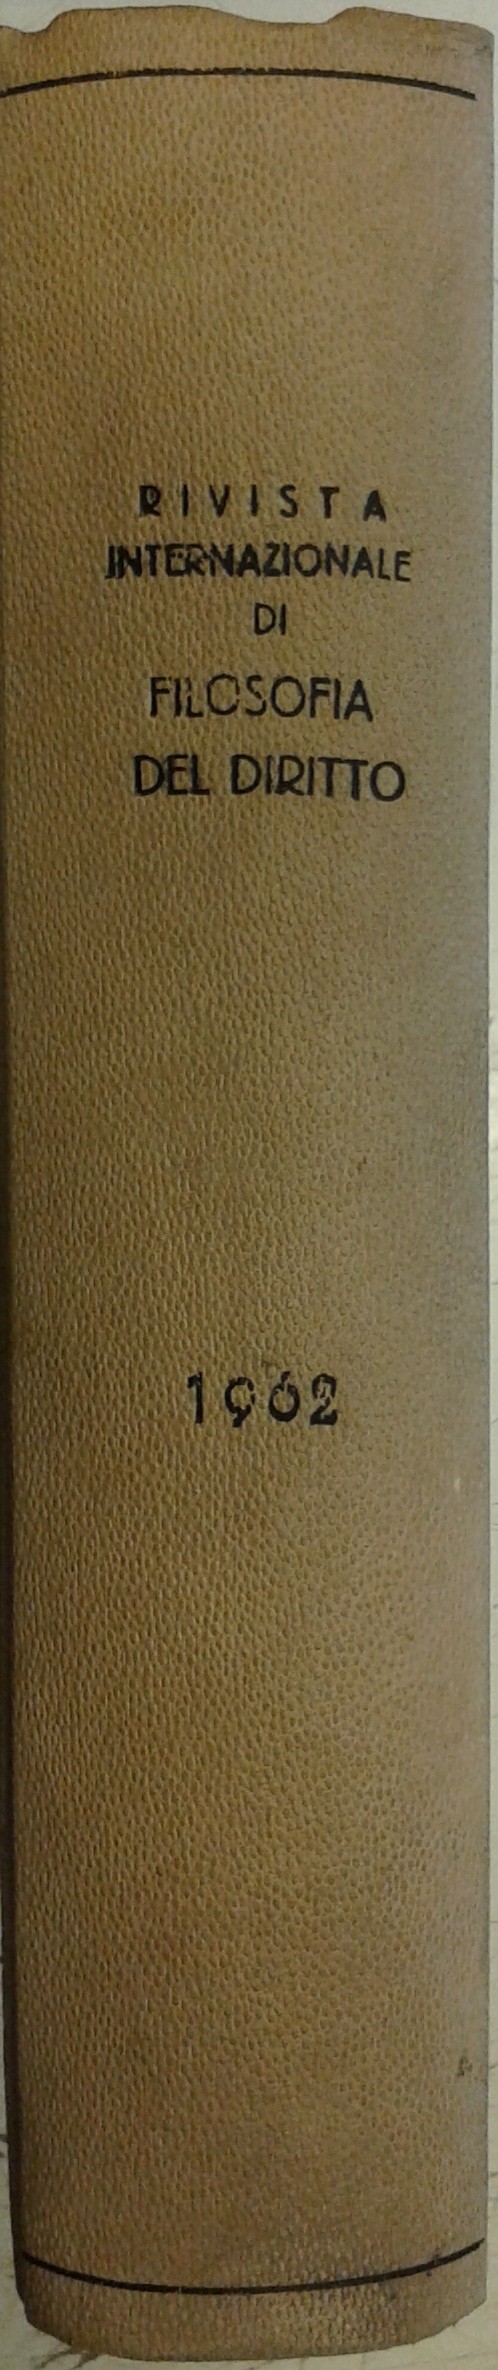 RIVISTA
INTERNAZIONALE
DI
FILOSOFIA
DEL DIRITTO
1962